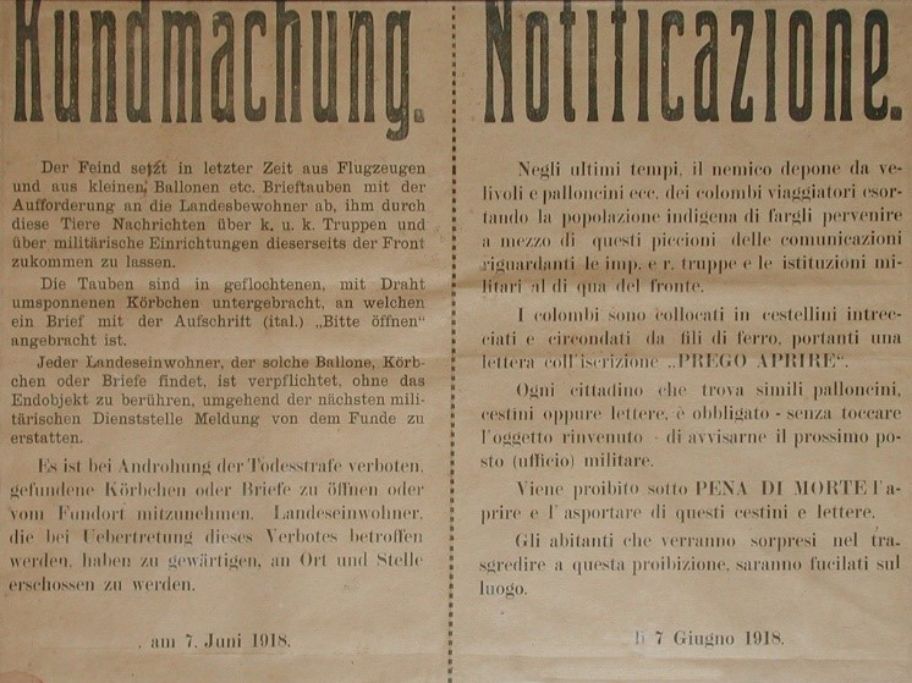 Kundmachung.
Der Feind setzt in letzter Zeit aus Flugzeugen
und aus kleinen Ballonen etc. Brieftauben mit der
Aufforderung an die Landesbewohner ab, ihm durch
diese Tiere Nachrichten über k. u. k. Truppen und
über militärische Einrichtungen dieserseits der Front
zukommen zu lassen.
Die Tauben sind in geflochtenen, mit Draht
umsponnenen Körbchen untergebracht, an welchen
ein Brief mit der Aufschrift (ital.) „Bitte öffnen“
angebracht ist.
Jeder Landeseinwohner, der solche Ballone, Körb-
chen oder Briefe findet, ist verpflichtet, ohne das
Endobjekt zu berühren, umgehend der nächsten mili-
tärischen Dienststelle Meldung von dem Funde zu
erstatten.
Es ist bei Androhung der Todesstrafe verboten,
gefundene Körbchen oder Briefe zu öffnen oder
vom Fundort mitzunehmen. Landeseinwohner,
die bei Uebertretung dieses Verbotes betroffen
werden, haben zu gewärtigen, an Ort und Stelle
erschossen zu werden.
am 7. Juni 1918.
Notificazione.
Negli ultimi tempi, il nemico depone da ve-
livoli e palloncini ecc. dei colombi viaggiatori esor-
tando la popolazione indigena di fargli pervenire
a mezzo di questi piccioni delle comunicazioni
riguardanti le imp. e r. truppe e le istituzioni mi-
litari al di qua del fronte.
I colombi sono collocati in cestellini intrec-
ciati e circondati da fili di ferro, portanti una
lettera coll'iscrizione „PREGO APRIRE“.
Ogni cittadino che trova simili palloncini,
cestini oppure lettere, è obbligato - senza toccare
l'oggetto rinvenuto - di avvisarne il prossimo po-
sto (ufficio) militare.
Viene proibito sotto PENA DI MORTE l'a-
prire e l' asportare di questi cestini e lettere.
Gli abitanti che verranno sorpresi nel tra-
sgredire a questa proibizione, saranno fucilati sul
luogo.
li 7 Giugno 1918.